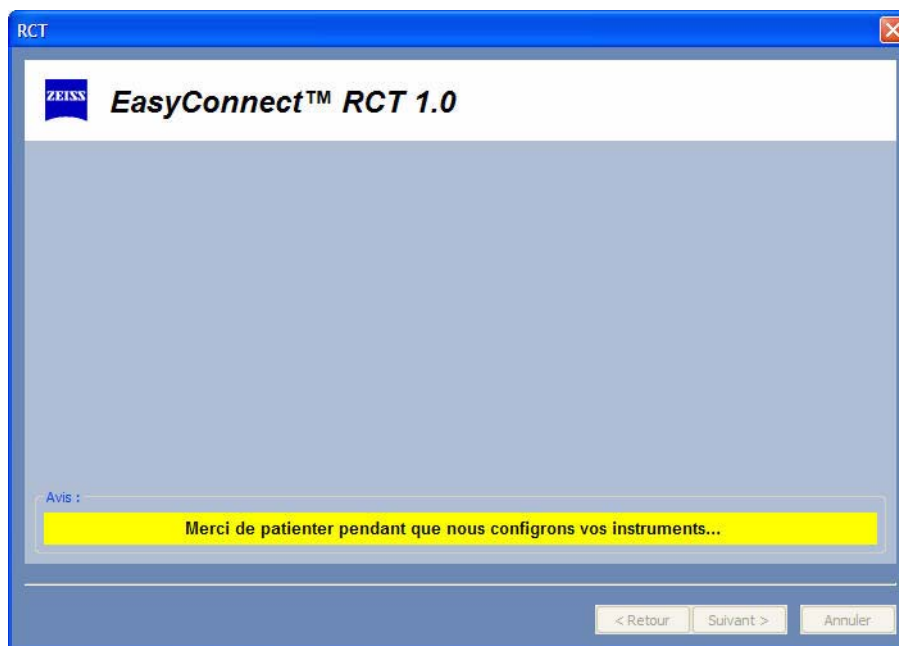 RCT
ZEISS
EasyConnect™ RCT 1.0
Avis :
Merci de patienter pendant que nous configrons vos instruments...
< Retour Suivant > Annuler